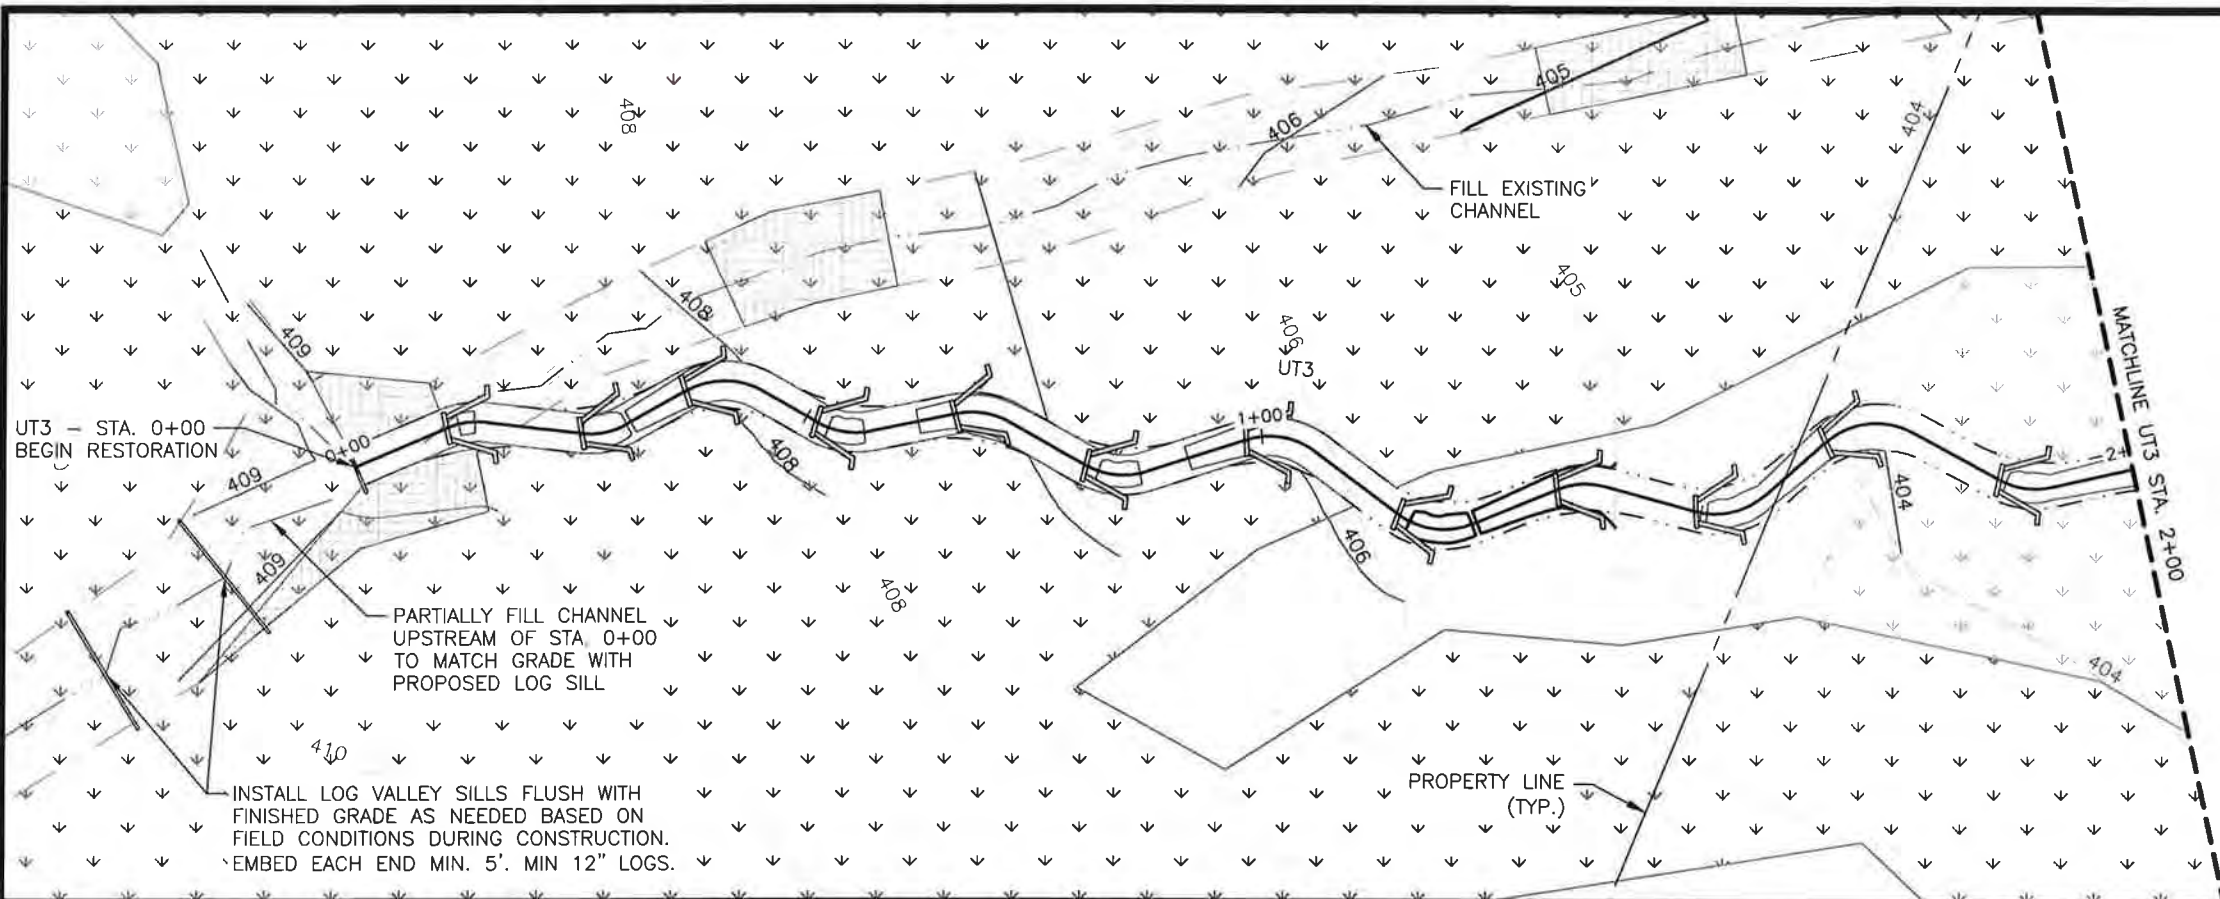 408
405
406
404
FILL EXISTING
CHANNEL
405
408
409
406
UT3
MATCHLINE UT3 STA. 2+00
UT3 - STA. 0+00
BEGIN RESTORATION
0+00
1+00
2+
408
409
404
406
409
408
404
PARTIALLY FILL CHANNEL
UPSTREAM OF STA. 0+00
TO MATCH GRADE WITH
PROPOSED LOG SILL
410
PROPERTY LINE
(TYP.)
INSTALL LOG VALLEY SILLS FLUSH WITH
FINISHED GRADE AS NEEDED BASED ON
FIELD CONDITIONS DURING CONSTRUCTION.
EMBED EACH END MIN. 5'. MIN 12" LOGS.